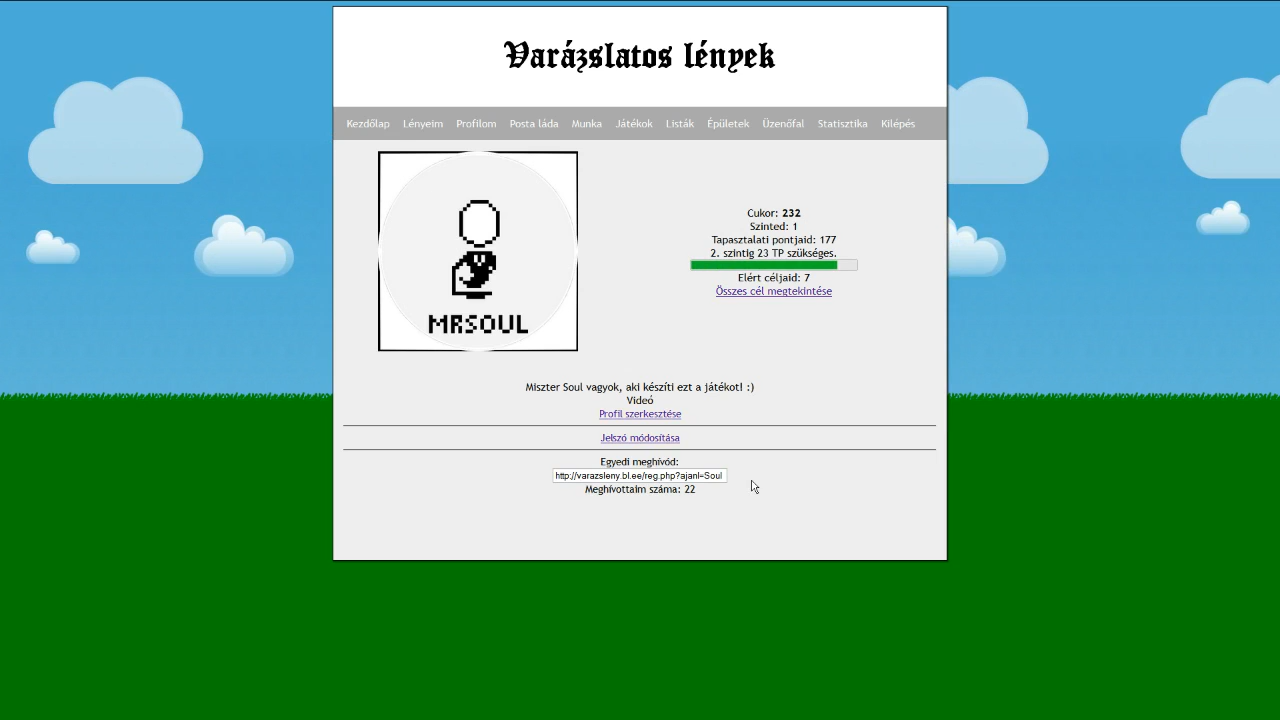 Varázslatos lények
Kezdőlap Lényeim Profilom Posta láda Munka Játékok Listák Épületek Üzenőfal Statisztika Kilépés
MRSOUL
Cukor: 232
Szinted: 1
Tapasztalati pontjaid: 177
2. szintig 23 TP szükséges.
Elért céljaid: 7
Összes cél megtekintése
Miszter Soul vagyok, aki készíti ezt a játékot! :)
Videó
Profil szerkesztése
Jelszó módosítása
Egyedi meghívód:
http://varazsleny.bl.ee/reg.php?ajanl=Soul
Meghívottaim száma: 22